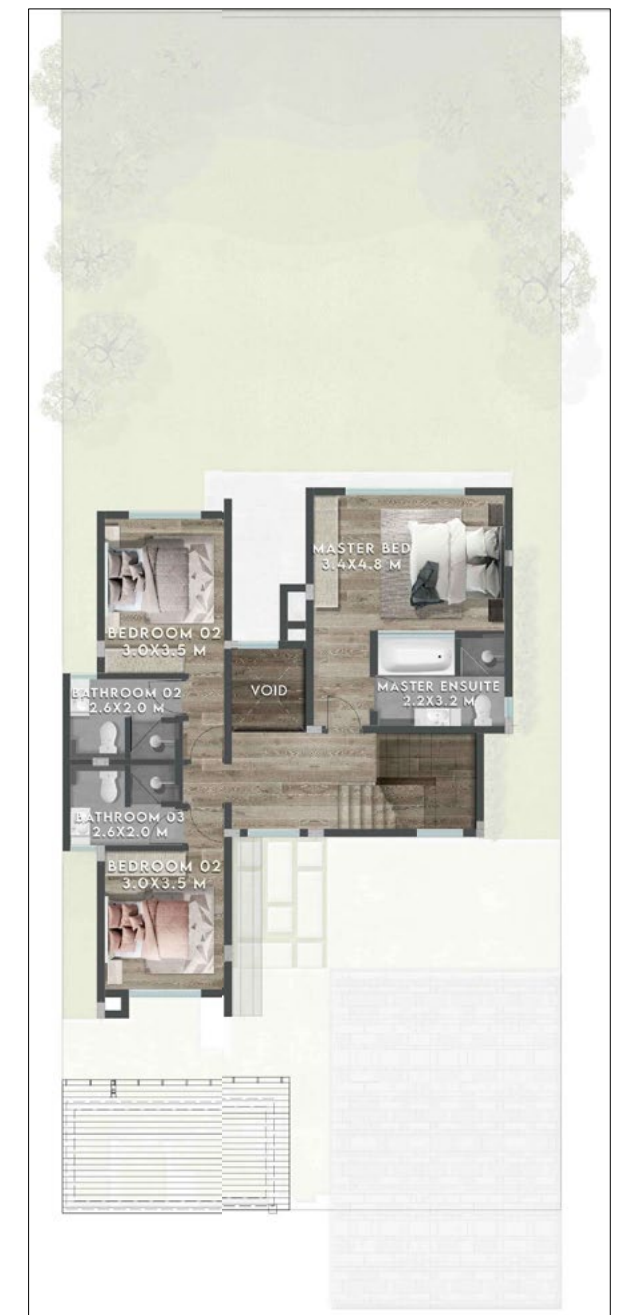 MASTER BED
3.4X4.8 M
BEDROOM 02
3.0X3.5 M
BATHROOM 02
2.6X2.0 M
VOID
MASTER ENSUITE
2.2X3.2 M
BATHROOM 03
2.6X2.0 M
BEDROOM 02
3.0X3.5 M